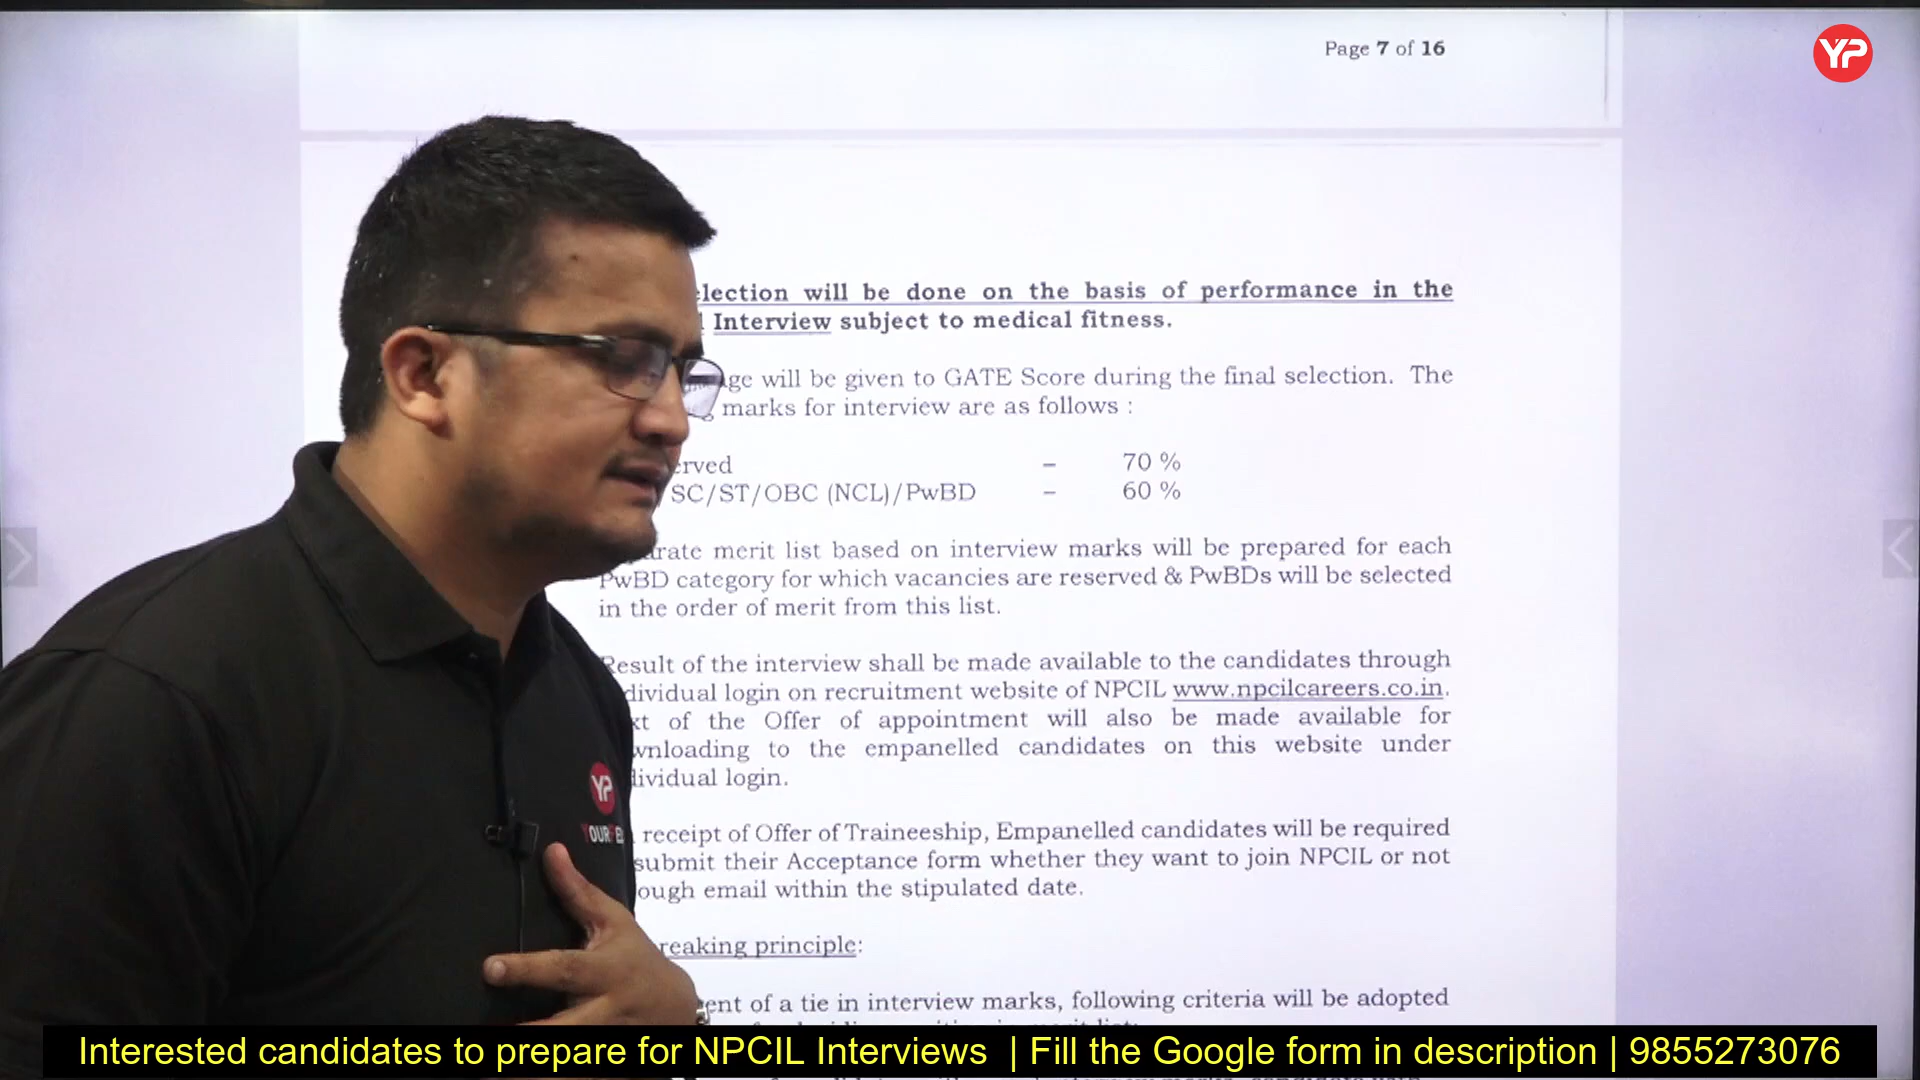 Page 7 of 16
YP
lection will be done on the basis of performance in the
Interview subject to medical fitness.
ge will be given to GATE Score during the final selection. The
marks for interview are as follows :
erved – 70 %
SC/ST/OBC (NCL)/PwBD – 60 %
rate merit list based on interview marks will be prepared for each
PwBD category for which vacancies are reserved & PwBDs will be selected
in the order of merit from this list.
Result of the interview shall be made available to the candidates through
dividual login on recruitment website of NPCIL www.npcilcareers.co.in.
xt of the Offer of appointment will also be made available for
wnloading to the empanelled candidates on this website under
dividual login.
receipt of Offer of Traineeship, Empanelled candidates will be required
submit their Acceptance form whether they want to join NPCIL or not
ough email within the stipulated date.
reaking principle:
ent of a tie in interview marks, following criteria will be adopted
YP
YOURPE
Interested candidates to prepare for NPCIL Interviews | Fill the Google form in description | 9855273076